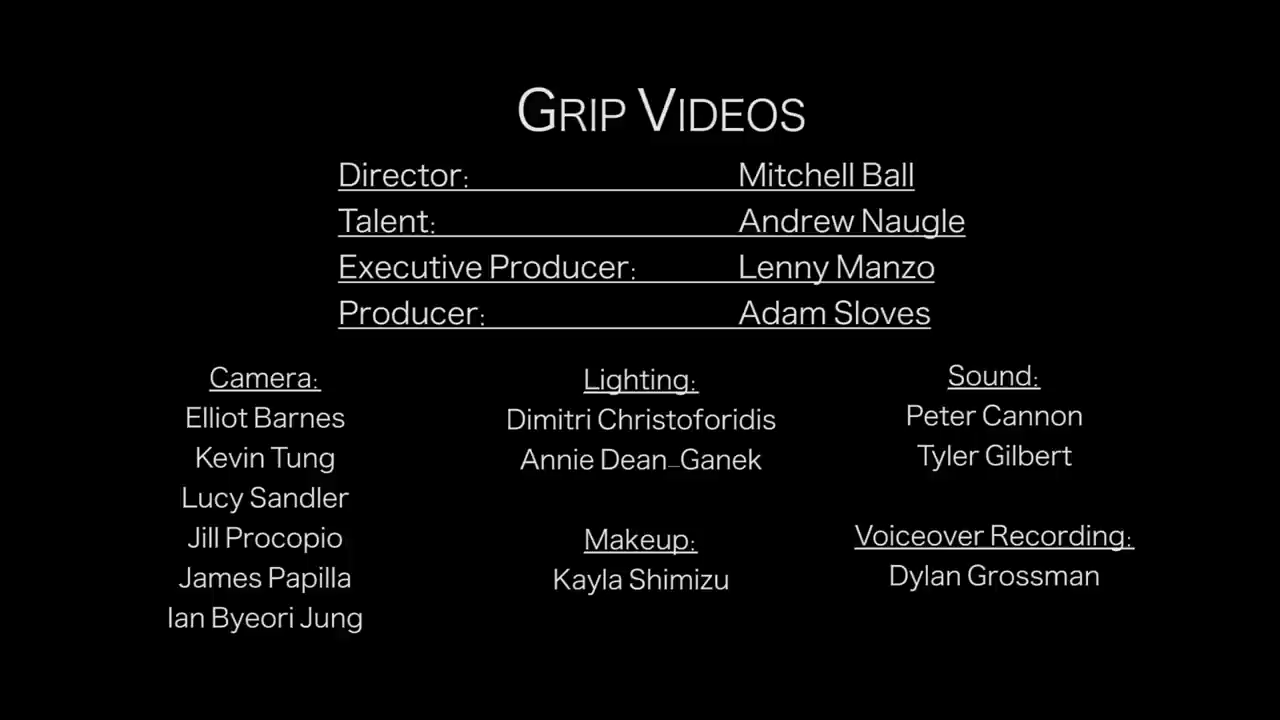 GRIP VIDEOS
Director: Mitchell Ball
Talent: Andrew Naugle
Executive Producer: Lenny Manzo
Producer: Adam Sloves
Camera:
Elliot Barnes
Kevin Tung
Lucy Sandler
Jill Procopio
James Papilla
Ian Byeori Jung
Lighting:
Dimitri Christoforidis
Annie Dean-Ganek
Makeup:
Kayla Shimizu
Sound:
Peter Cannon
Tyler Gilbert
Voiceover Recording:
Dylan Grossman